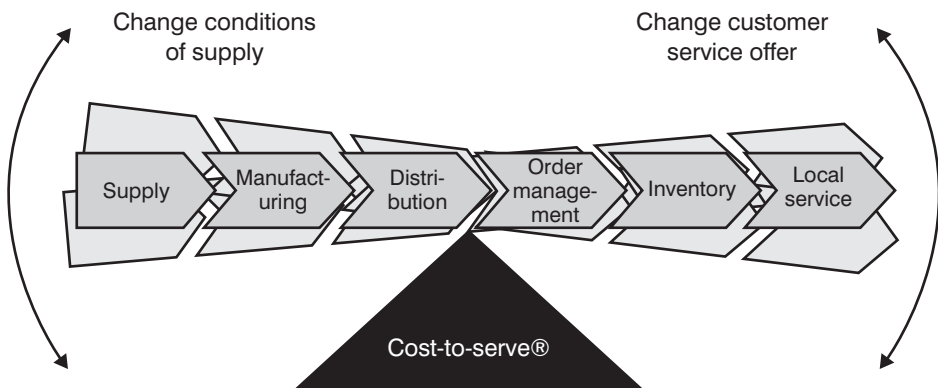 Change conditions
of supply
Change customer
service offer
Supply
Manufact-
uring
Distri-
bution
Order
manage-
ment
Inventory
Local
service
Cost-to-serve®